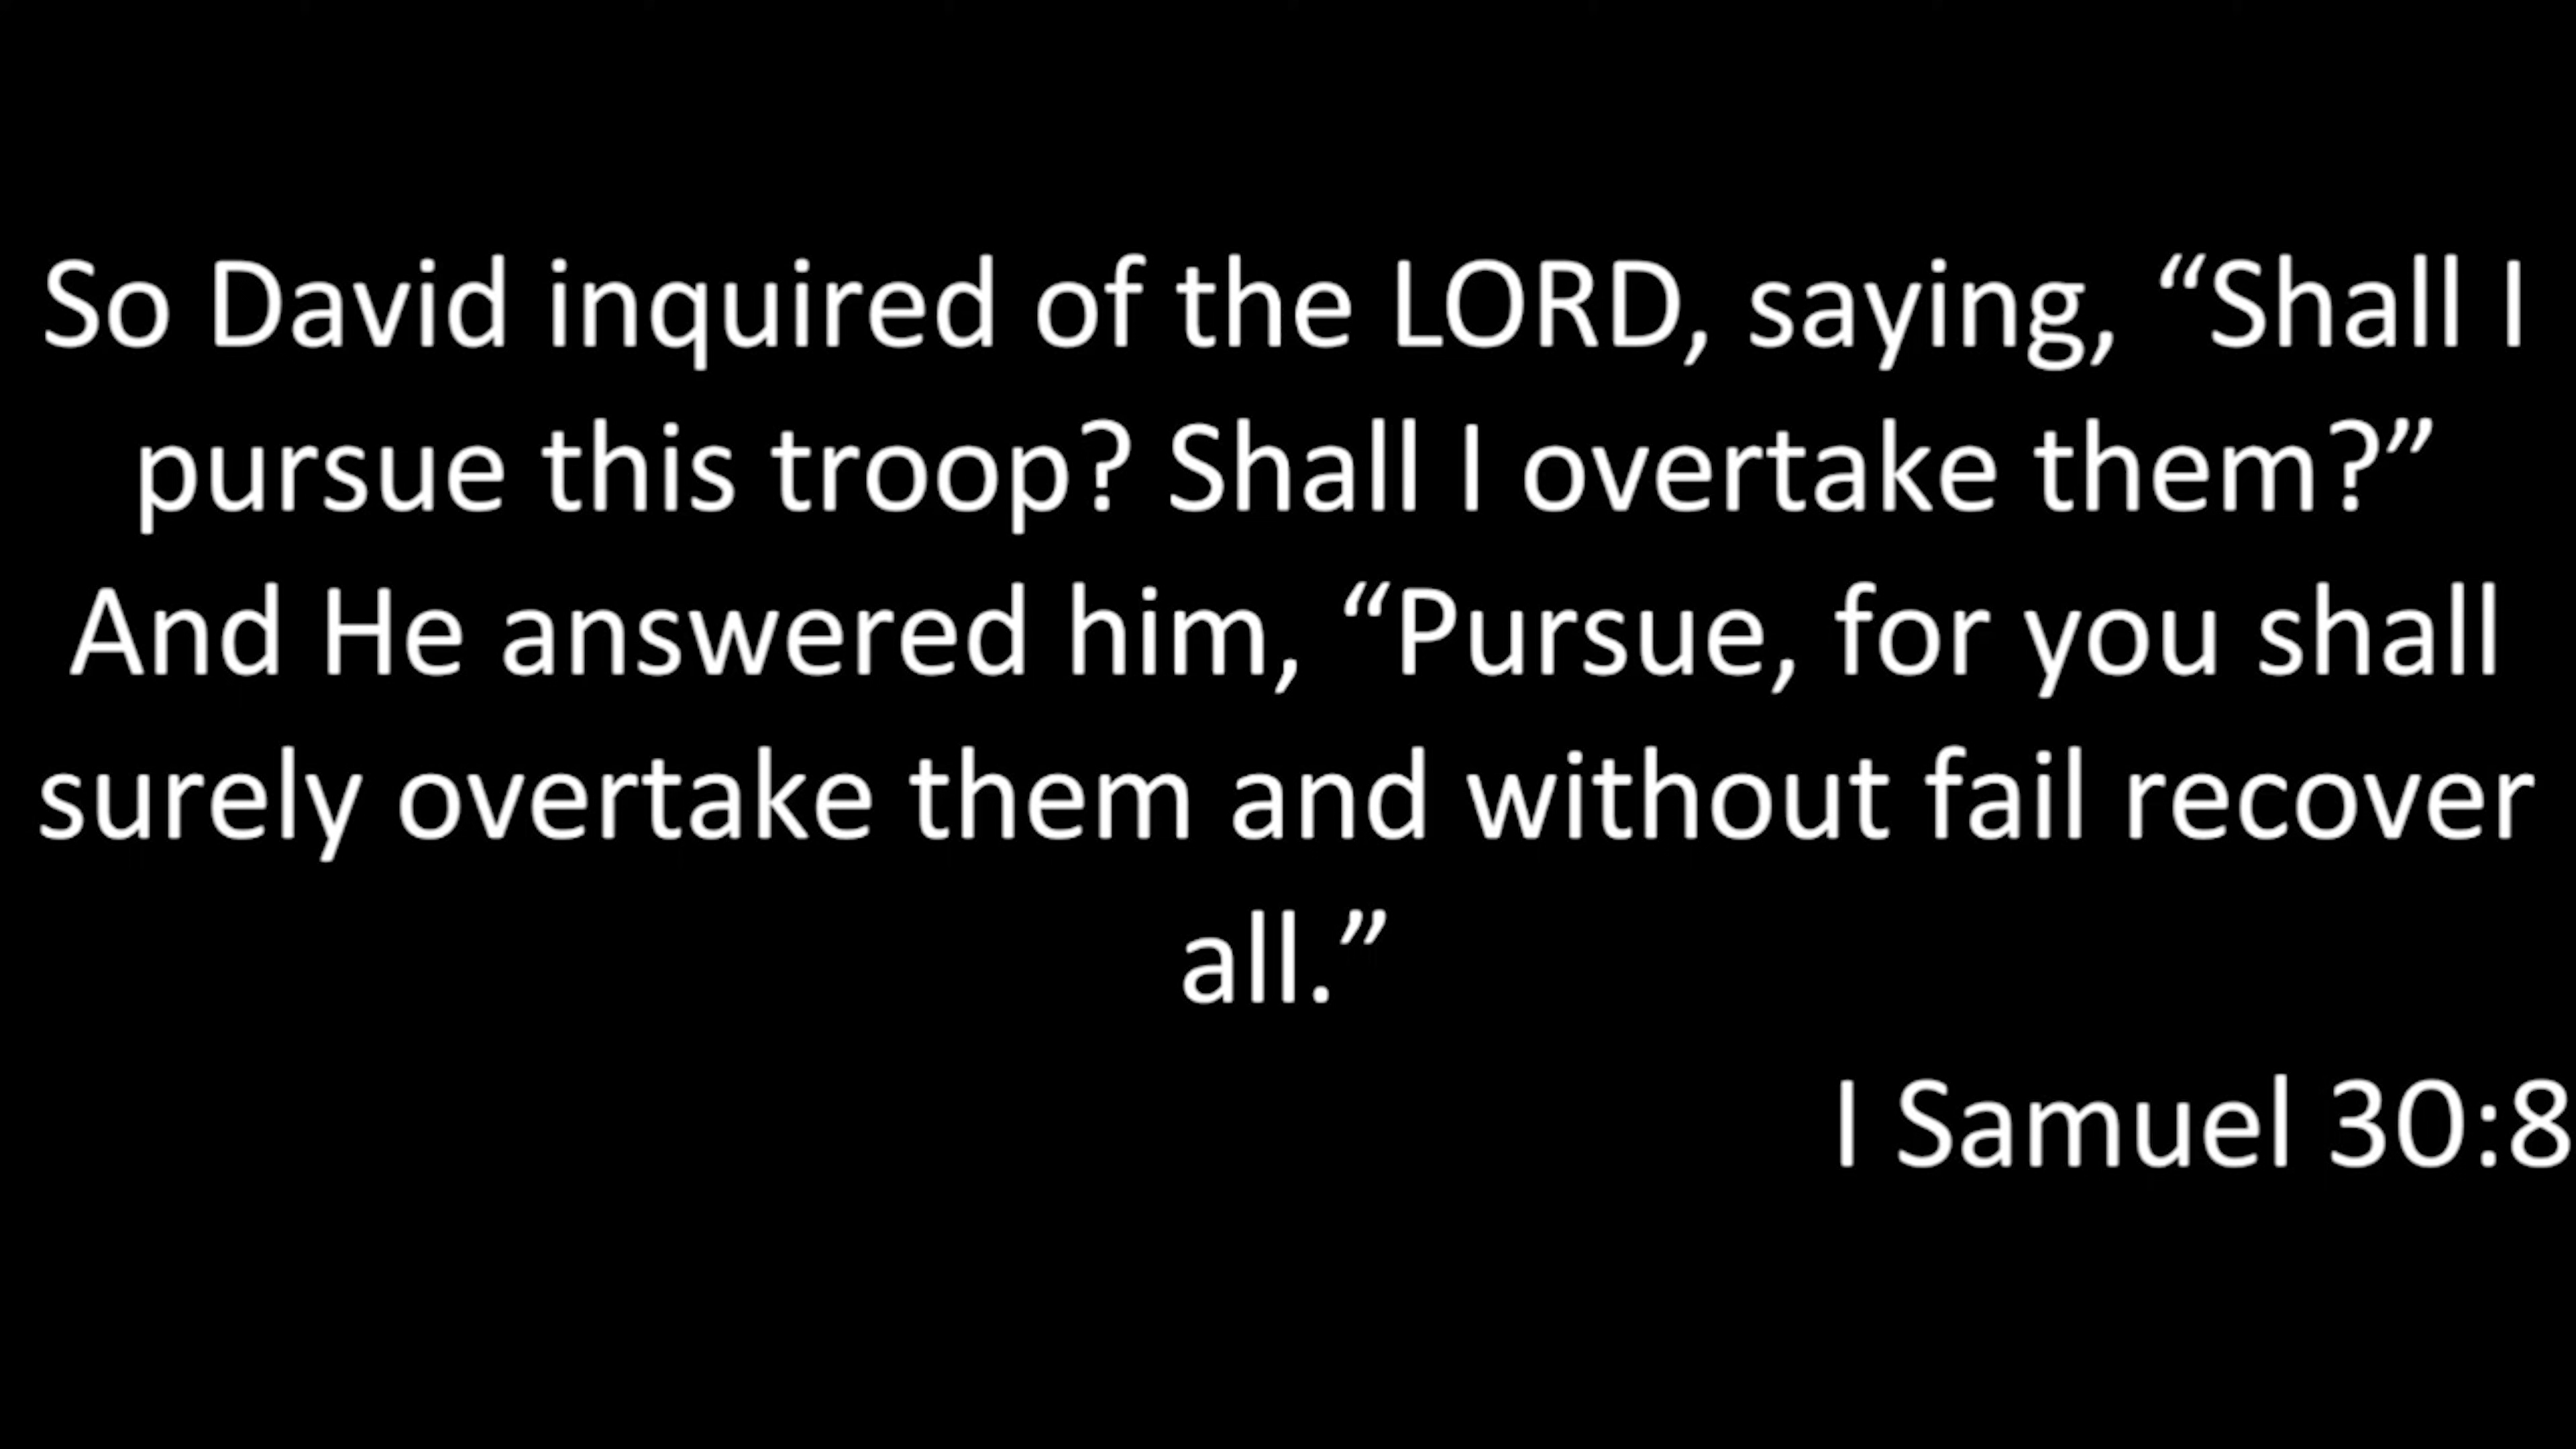 So David inquired of the LORD, saying, “Shall I
pursue this troop? Shall I overtake them?”
And He answered him, “Pursue, for you shall
surely overtake them and without fail recover
all.”
I Samuel 30:8